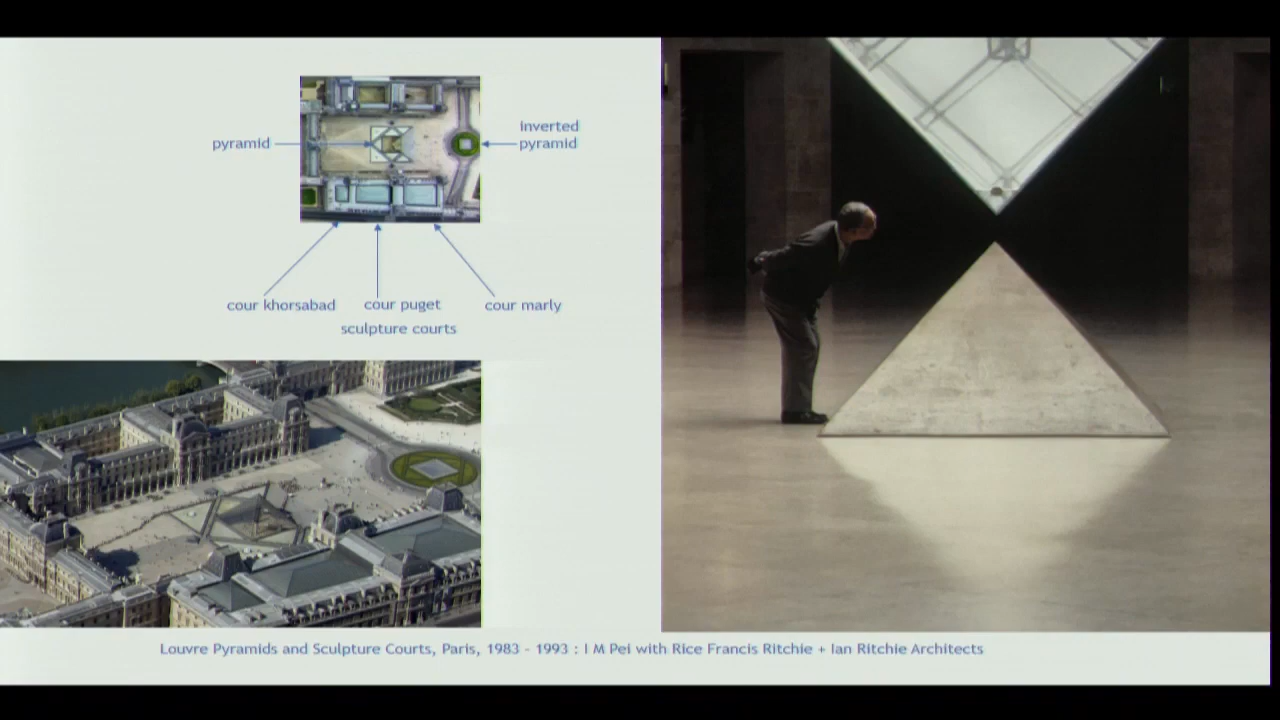 inverted
pyramid
pyramid
cour khorsabad
cour puget
cour marly
sculpture courts
Louvre Pyramids and Sculpture Courts, Paris, 1983 - 1993 : I M Pei with Rice Francis Ritchie + Ian Ritchie Architects